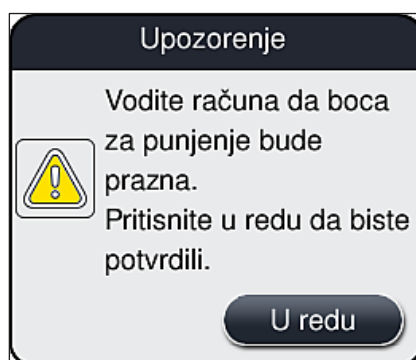 Upozorenje
Vodite računa da boca
za punjenje bude
prazna.
Pritisnite u redu da biste
potvrdili.
U redu